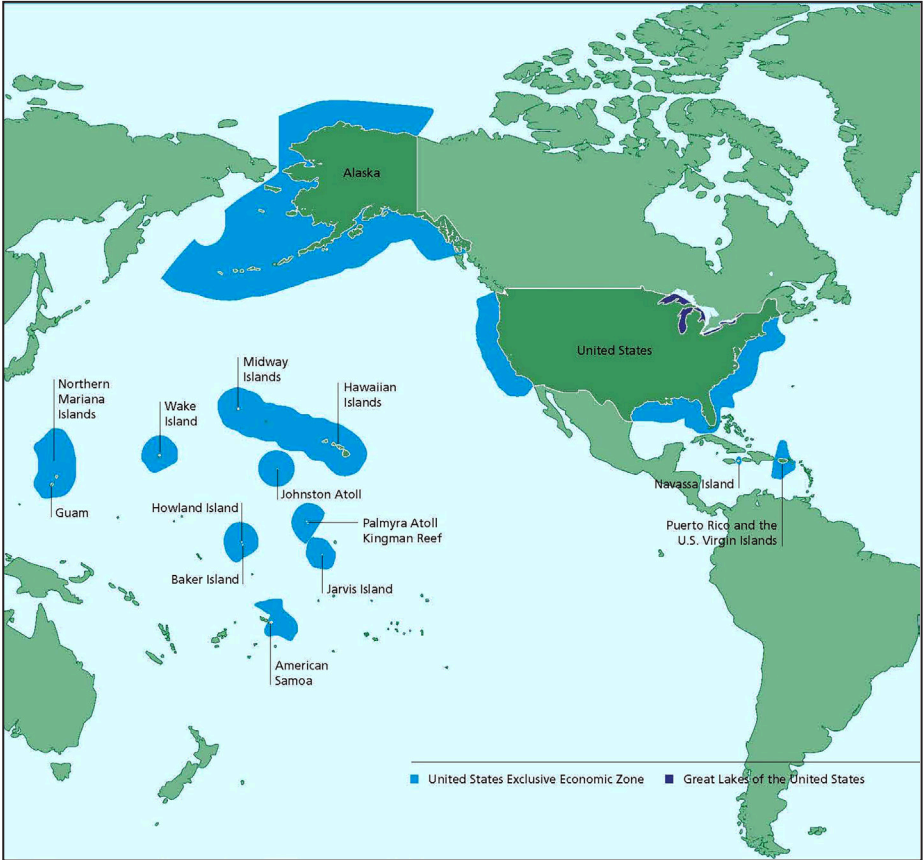 Alaska
United States
Midway
Islands
Hawaiian
Islands
Northern
Mariana
Islands
Wake
Island
Guam
Johnston Atoll
Howland Island
Palmyra Atoll
Kingman Reef
Baker Island
Jarvis Island
American
Samoa
Navassa Island
Puerto Rico and the
U.S. Virgin Islands
United States Exclusive Economic Zone
Great Lakes of the United States